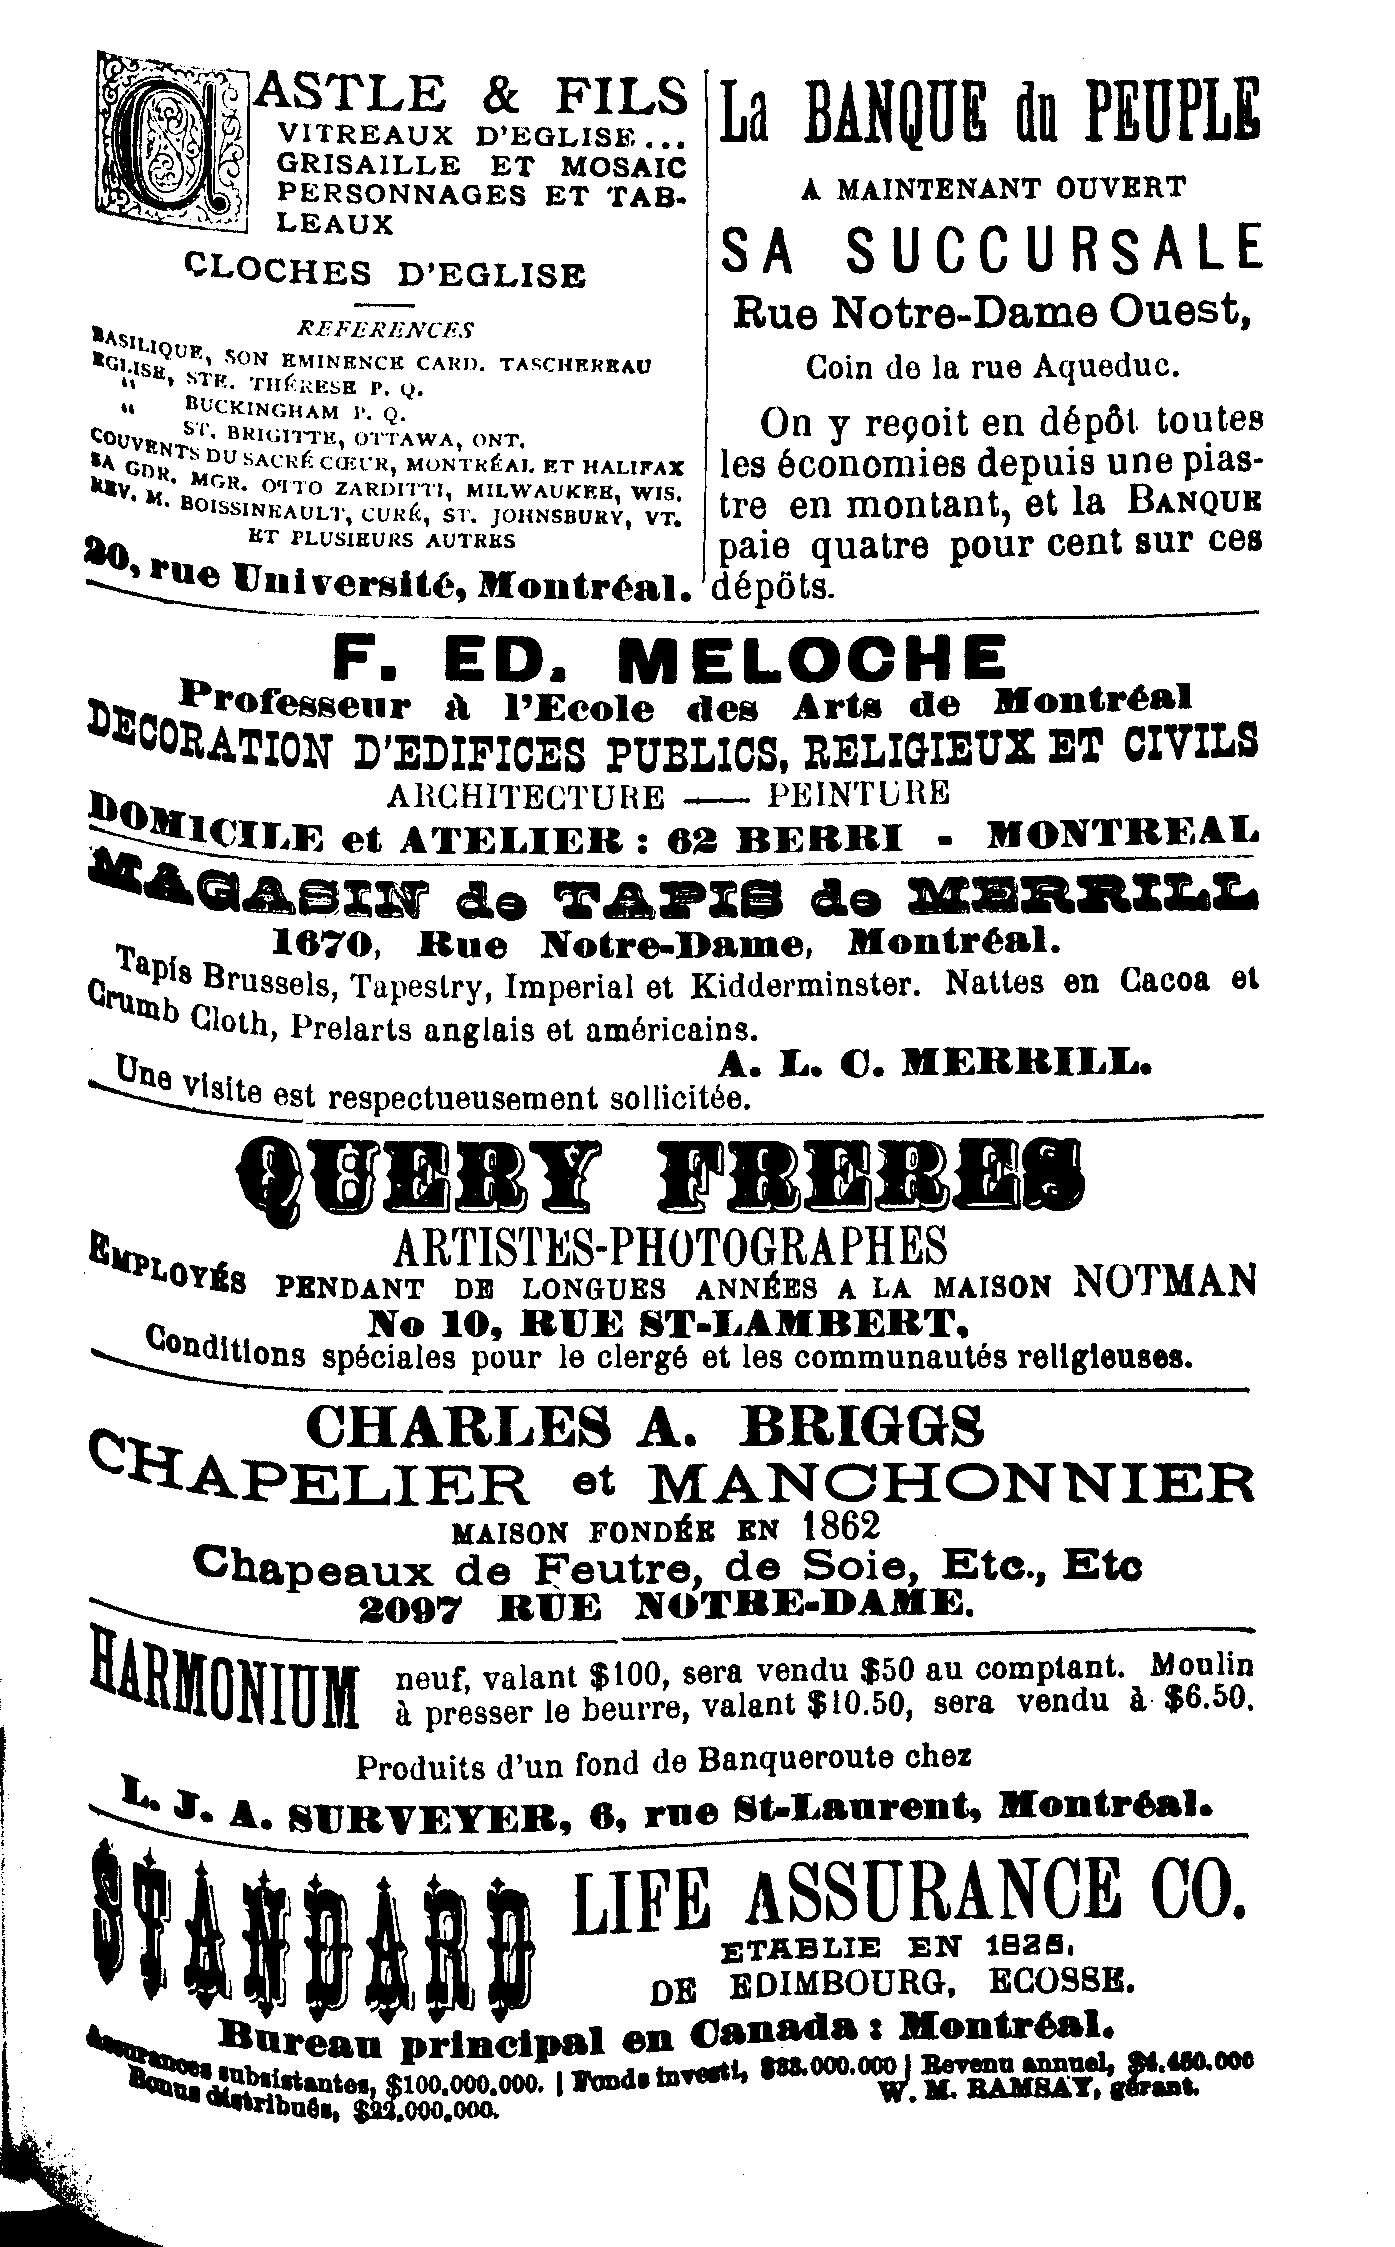 CASTLE & FILS
VITREAUX D'EGLISE...
GRISAILLE ET MOSAIC
PERSONNAGES ET TAB-
LEAUX
CLOCHES D'EGLISE
REFERENCES
BASILIQUE, SON EMINENCE CARD. TASCHEREAU
EGLISE, STE. THÉRESE P. Q.
" BUCKINGHAM P. Q.
" ST. BRIGITTE, OTTAWA, ONT.
COUVENTS DU SACRÉ CŒUR, MONTRÉAL ET HALIFAX
SA GDR. MGR. OTTO ZARDITTI, MILWAUKEE, WIS.
REV. M. BOISSINEAULT, CURÉ, ST. JOHNSBURY, VT.
ET PLUSIEURS AUTRES
20, rue Université, Montréal.
La BANQUE du PEUPLE
A MAINTENANT OUVERT
SA SUCCURSALE
Rue Notre-Dame Ouest,
Coin de la rue Aqueduc.
On y reçoit en dépôt toutes
les économies depuis une pias-
tre en montant, et la BANQUE
paie quatre pour cent sur ces
dépôts.
F. ED. MELOCHE
Professeur à l'Ecole des Arts de Montréal
DECORATION D'EDIFICES PUBLICS, RELIGIEUX ET CIVILS
ARCHITECTURE — PEINTURE
DOMICILE et ATELIER : 62 BERRI - MONTREAL
MAGASIN de TAPIS de MERRILL
1670, Rue Notre-Dame, Montréal.
Tapis Brussels, Tapestry, Imperial et Kidderminster. Nattes en Cacoa et
Crumb Cloth, Prelarts anglais et américains.
A. L. C. MERRILL.
Une visite est respectueusement sollicitée.
QUERY FRERES
ARTISTES-PHOTOGRAPHES
EMPLOYÉS PENDANT DE LONGUES ANNÉES A LA MAISON NOTMAN
No 10, RUE ST-LAMBERT,
Conditions spéciales pour le clergé et les communautés religieuses.
CHARLES A. BRIGGS
CHAPELIER et MANCHONNIER
MAISON FONDÉE EN 1862
Chapeaux de Feutre, de Soie, Etc., Etc
2097 RUE NOTRE-DAME.
HARMONIUM neuf, valant $100, sera vendu $50 au comptant. Moulin
à presser le beurre, valant $10.50, sera vendu à $6.50.
Produits d'un fond de Banqueroute chez
L. J. A. SURVEYER, 6, rue St-Laurent, Montréal.
STANDARD LIFE ASSURANCE CO.
ETABLIE EN 1825,
DE EDIMBOURG, ECOSSE.
Bureau principal en Canada : Montréal.
Assurances subsistantes, $100.000.000. | Fonds investi, $33.000.000 | Revenu annuel, $4.450.000
Bonus distribués, $22.000.000. W. M. RAMSAY, gérant.